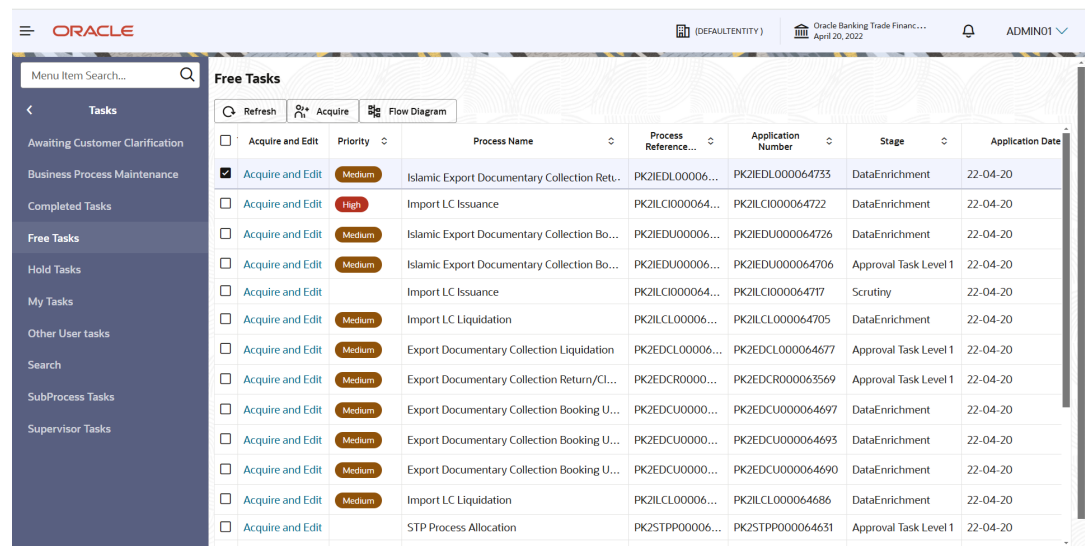 ORACLE
(DEFAULTENTITY )
Oracle Banking Trade Financ...
April 20, 2022
ADMIN01
Menu Item Search...
Tasks
Awaiting Customer Clarification
Business Process Maintenance
Completed Tasks
Free Tasks
Hold Tasks
My Tasks
Other User tasks
Search
SubProcess Tasks
Supervisor Tasks
Free Tasks
Refresh Acquire Flow Diagram
Acquire and Edit Priority Process Name Process Reference... Application Number Stage Application Date
Acquire and Edit Medium Islamic Export Documentary Collection Retu PK2IEDL00006... PK2IEDL000064733 DataEnrichment 22-04-20
Acquire and Edit High Import LC Issuance PK2ILCI000064... PK2ILCI000064722 DataEnrichment 22-04-20
Acquire and Edit Medium Islamic Export Documentary Collection Bo... PK2IEDU00006... PK2IEDU000064726 DataEnrichment 22-04-20
Acquire and Edit Medium Islamic Export Documentary Collection Bo... PK2IEDU00006... PK2IEDU000064706 Approval Task Level 1 22-04-20
Acquire and Edit Import LC Issuance PK2ILCI000064... PK2ILCI000064717 Scrutiny 22-04-20
Acquire and Edit Medium Import LC Liquidation PK2ILCL00006... PK2ILCL000064705 DataEnrichment 22-04-20
Acquire and Edit Medium Export Documentary Collection Liquidation PK2EDCL00006... PK2EDCL000064677 Approval Task Level 1 22-04-20
Acquire and Edit Medium Export Documentary Collection Return/Cl... PK2EDCR0000... PK2EDCR000063569 Approval Task Level 1 22-04-20
Acquire and Edit Medium Export Documentary Collection Booking U... PK2EDCU0000... PK2EDCU000064697 DataEnrichment 22-04-20
Acquire and Edit Medium Export Documentary Collection Booking U... PK2EDCU0000... PK2EDCU000064693 DataEnrichment 22-04-20
Acquire and Edit Medium Export Documentary Collection Booking U... PK2EDCU0000... PK2EDCU000064690 DataEnrichment 22-04-20
Acquire and Edit Medium Import LC Liquidation PK2ILCL00006... PK2ILCL000064686 DataEnrichment 22-04-20
Acquire and Edit STP Process Allocation PK2STPP00006... PK2STPP000064631 Approval Task Level 1 22-04-20